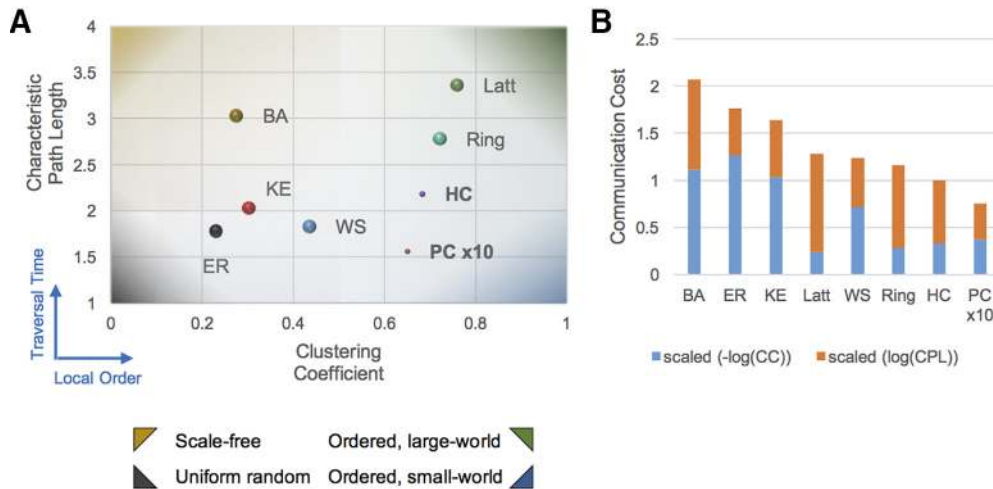 A
Characteristic
Path Length
4
3.5
3
2.5
2
1.5
1
0
0.2
0.4
0.6
0.8
1
BA
KE
ER
WS
Latt
Ring
HC
PC x10
Clustering
Coefficient
Traversal Time
Local Order
Scale-free
Ordered, large-world
Uniform random
Ordered, small-world
B
Communication Cost
2.5
2
1.5
1
0.5
0
BA ER KE Latt WS Ring HC PC
x10
scaled (-log(CC))
scaled (log(CPL))